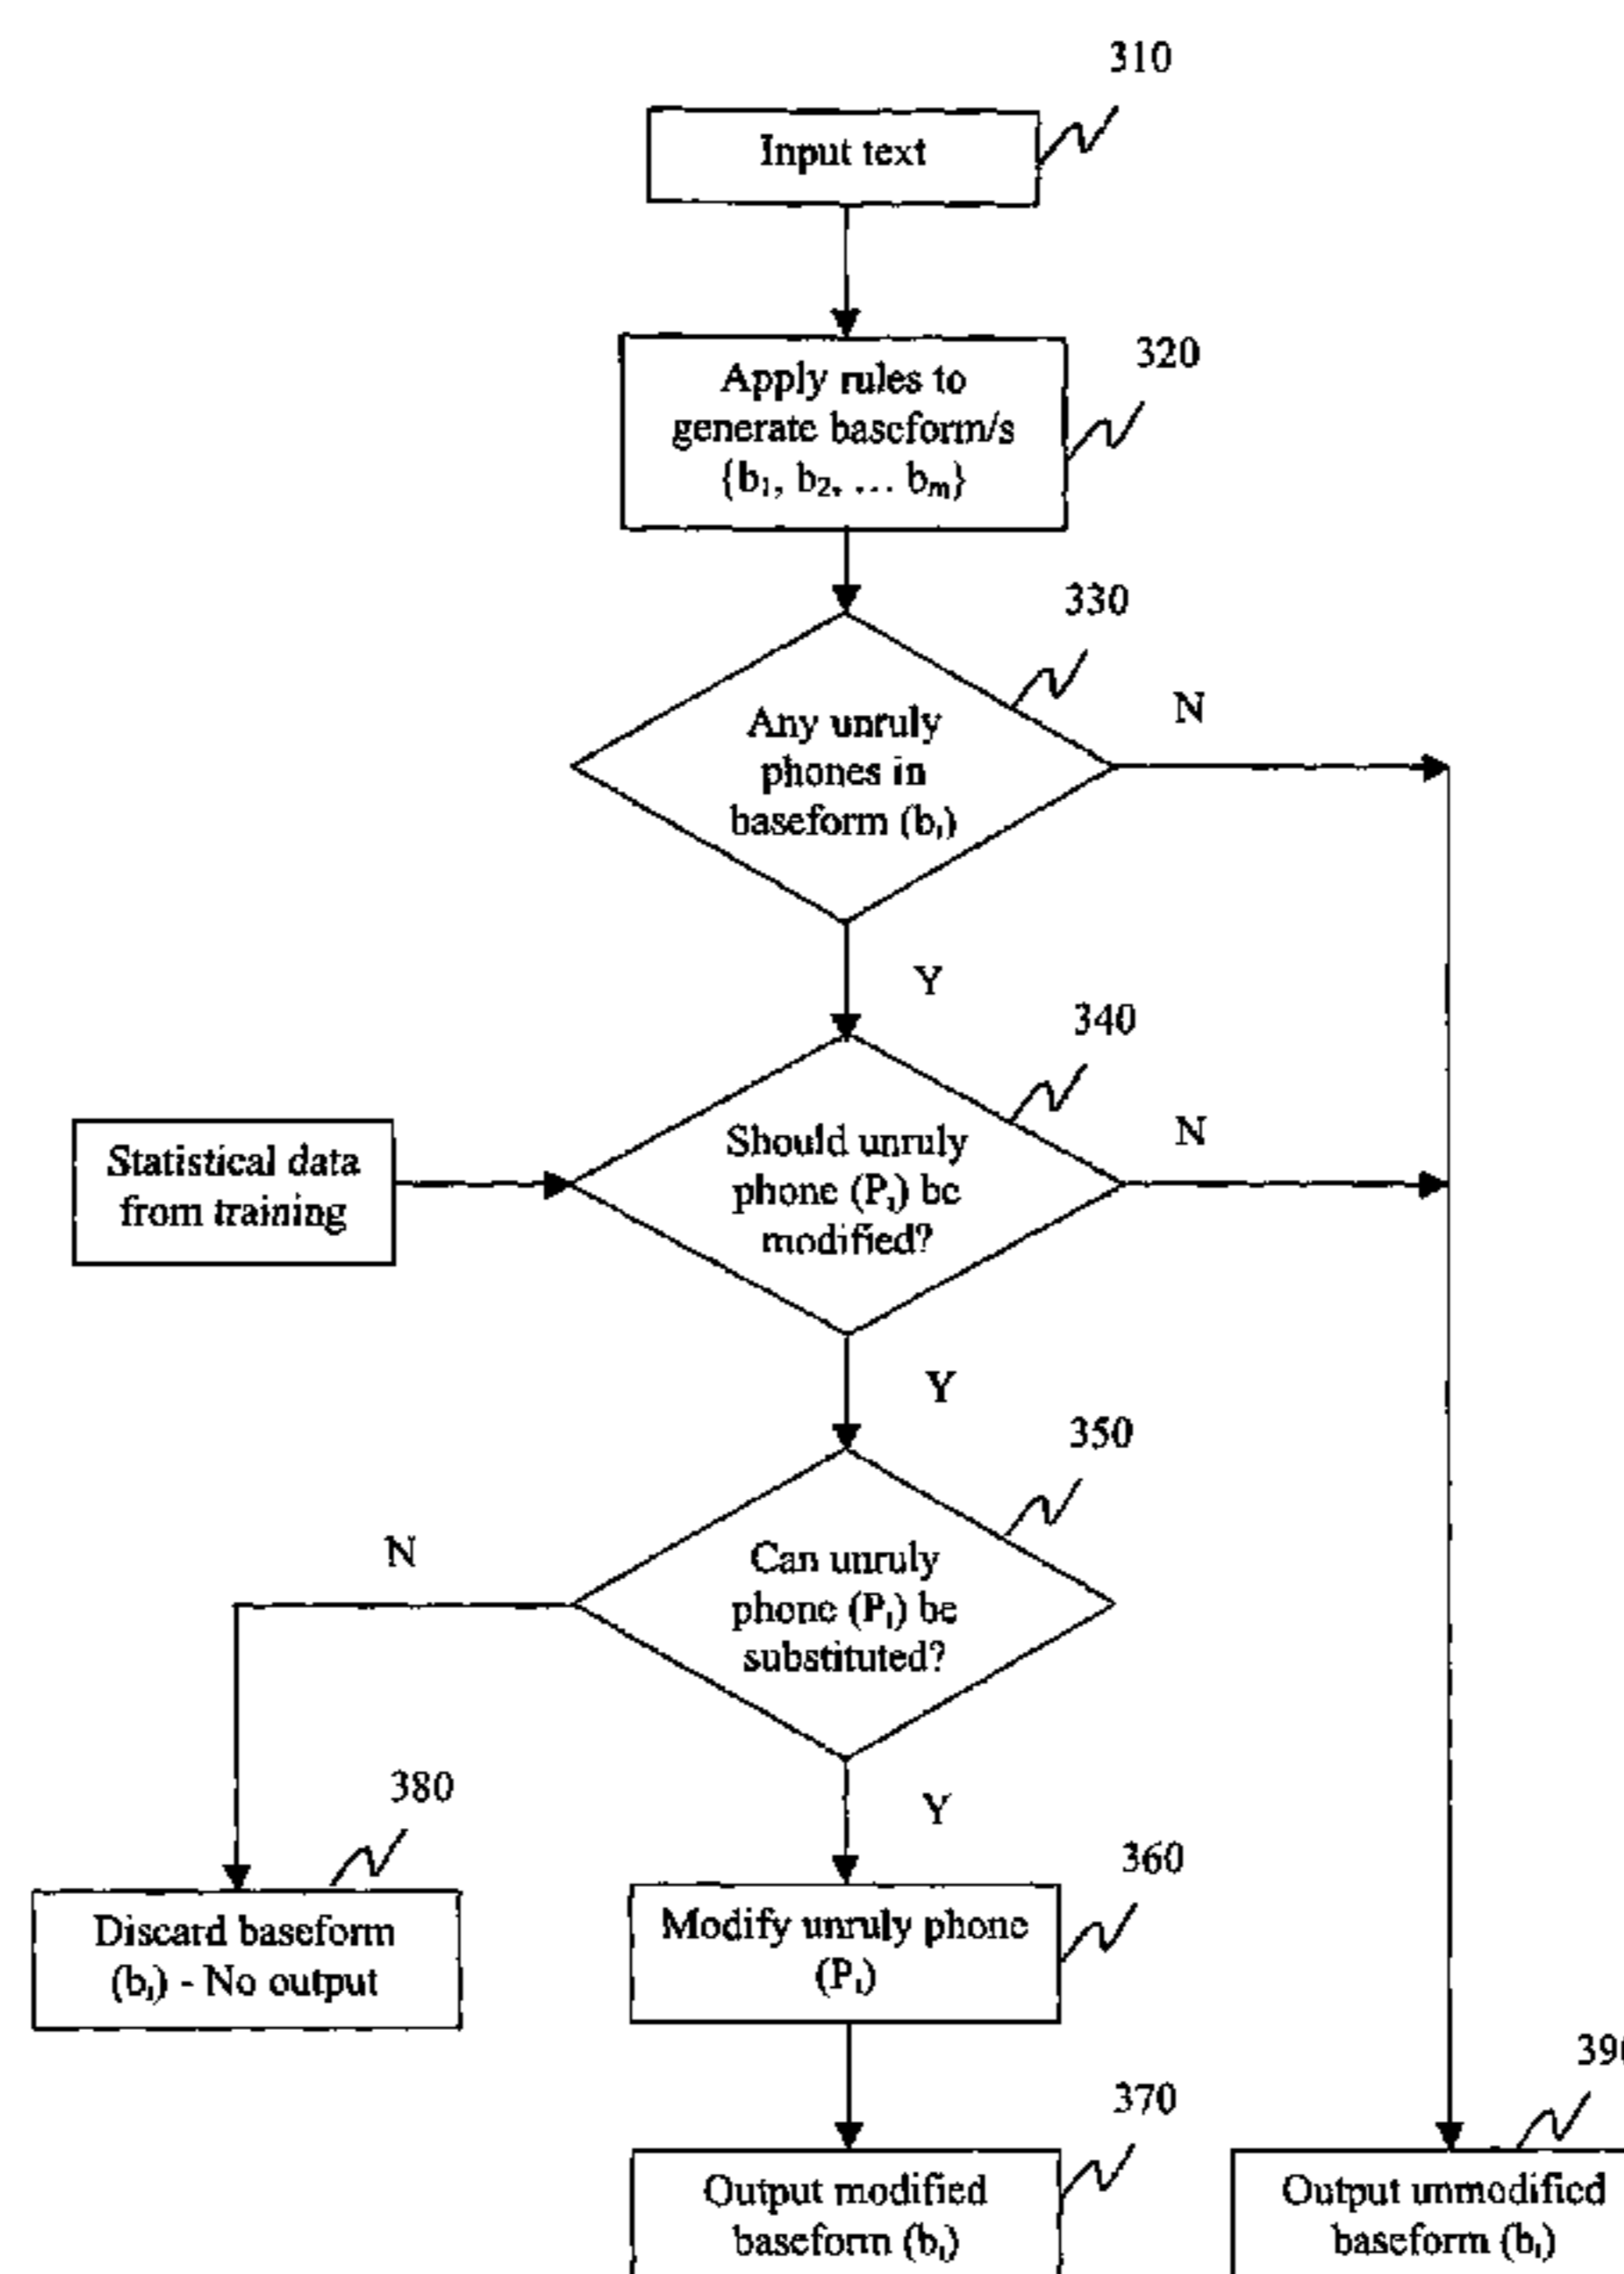 310
Input text
320
Apply rules to
generate baseform/s
{b₁, b₂, ... bₘ}
330
Any unruly
phones in
baseform (bᵢ)
N
Y
340
Statistical data
from training
Should unruly
phone (Pᵢ) be
modified?
N
Y
350
Can unruly
phone (Pᵢ) be
substituted?
N
Y
380
Discard baseform
(bᵢ) - No output
360
Modify unruly phone
(Pᵢ)
370
Output modified
baseform (bᵢ)
390
Output unmodified
baseform (bᵢ)